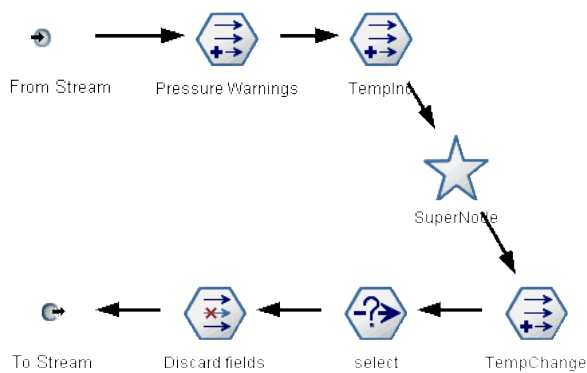 From Stream
Pressure Warnings
TempInc
SuperNode
To Stream
Discard fields
select
TempChange